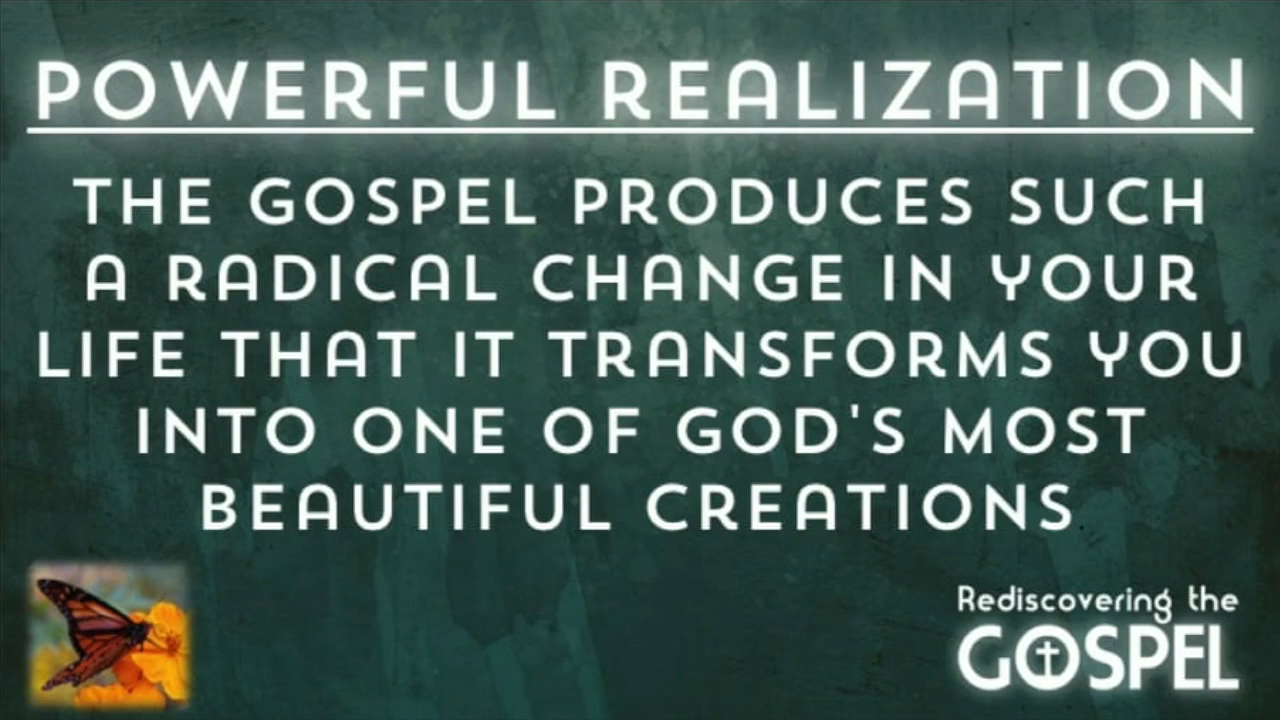 POWERFUL REALIZATION
THE GOSPEL PRODUCES SUCH
A RADICAL CHANGE IN YOUR
LIFE THAT IT TRANSFORMS YOU
INTO ONE OF GOD'S MOST
BEAUTIFUL CREATIONS
Rediscovering the
GOSPEL